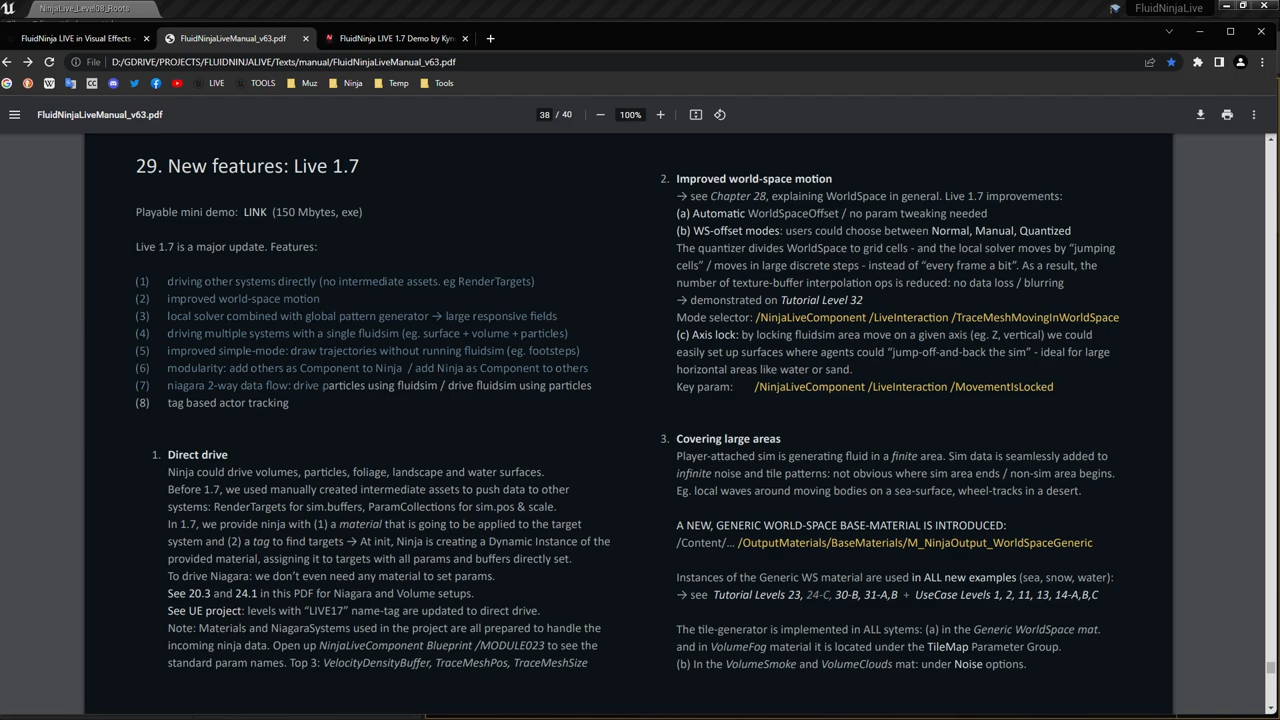 NinjaLive_Level08_Roots
FluidNinjaLive
FluidNinja LIVE in Visual Effects -
FluidNinjaLiveManual_v63.pdf
FluidNinja LIVE 1.7 Demo by Kyn
File
D:/GDRIVE/PROJECTS/FLUIDNINJALIVE/Texts/manual/FluidNinjaLiveManual_v63.pdf
LIVE
TOOLS
Muz
Ninja
Temp
Tools
FluidNinjaLiveManual_v63.pdf
38 / 40
100%
29. New features: Live 1.7
Playable mini demo: LINK (150 Mbytes, exe)
Live 1.7 is a major update. Features:
(1) driving other systems directly (no intermediate assets. eg RenderTargets)
(2) improved world-space motion
(3) local solver combined with global pattern generator → large responsive fields
(4) driving multiple systems with a single fluidsim (eg. surface + volume + particles)
(5) improved simple-mode: draw trajectories without running fluidsim (eg. footsteps)
(6) modularity: add others as Component to Ninja / add Ninja as Component to others
(7) niagara 2-way data flow: drive particles using fluidsim / drive fluidsim using particles
(8) tag based actor tracking
1. Direct drive
Ninja could drive volumes, particles, foliage, landscape and water surfaces.
Before 1.7, we used manually created intermediate assets to push data to other
systems: RenderTargets for sim.buffers, ParamCollections for sim.pos & scale.
In 1.7, we provide ninja with (1) a material that is going to be applied to the target
system and (2) a tag to find targets → At init, Ninja is creating a Dynamic Instance of the
provided material, assigning it to targets with all params and buffers directly set.
To drive Niagara: we don't even need any material to set params.
See 20.3 and 24.1 in this PDF for Niagara and Volume setups.
See UE project: levels with "LIVE17" name-tag are updated to direct drive.
Note: Materials and NiagaraSystems used in the project are all prepared to handle the
incoming ninja data. Open up NinjaLiveComponent Blueprint /MODULE023 to see the
standard param names. Top 3: VelocityDensityBuffer, TraceMeshPos, TraceMeshSize
2. Improved world-space motion
→ see Chapter 28, explaining WorldSpace in general. Live 1.7 improvements:
(a) Automatic WorldSpaceOffset / no param tweaking needed
(b) WS-offset modes: users could choose between Normal, Manual, Quantized
The quantizer divides WorldSpace to grid cells - and the local solver moves by "jumping
cells" / moves in large discrete steps - instead of "every frame a bit". As a result, the
number of texture-buffer interpolation ops is reduced: no data loss / blurring
→ demonstrated on Tutorial Level 32
Mode selector: /NinjaLiveComponent /LiveInteraction /TraceMeshMovingInWorldSpace
(c) Axis lock: by locking fluidsim area move on a given axis (eg. Z, vertical) we could
easily set up surfaces where agents could "jump-off-and-back the sim" - ideal for large
horizontal areas like water or sand.
Key param: /NinjaLiveComponent /LiveInteraction /MovementIsLocked
3. Covering large areas
Player-attached sim is generating fluid in a finite area. Sim data is seamlessly added to
infinite noise and tile patterns: not obvious where sim area ends / non-sim area begins.
Eg. local waves around moving bodies on a sea-surface, wheel-tracks in a desert.
A NEW, GENERIC WORLD-SPACE BASE-MATERIAL IS INTRODUCED:
/Content/... /OutputMaterials/BaseMaterials/M_NinjaOutput_WorldSpaceGeneric
Instances of the Generic WS material are used in ALL new examples (sea, snow, water):
→ see Tutorial Levels 23, 24-C, 30-B, 31-A,B + UseCase Levels 1, 2, 11, 13, 14-A,B,C
The tile-generator is implemented in ALL sytems: (a) in the Generic WorldSpace mat.
and in VolumeFog material it is located under the TileMap Parameter Group.
(b) In the VolumeSmoke and VolumeClouds mat: under Noise options.